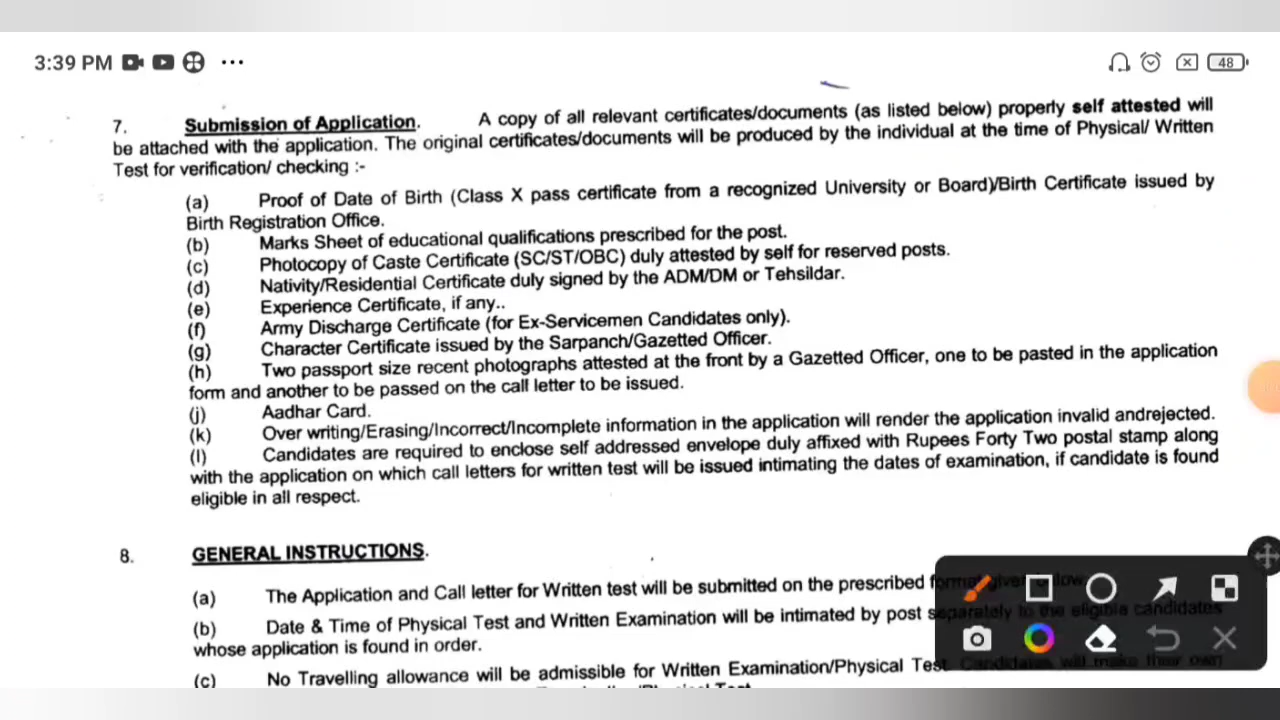 3:39 PM ...
48
7. Submission of Application. A copy of all relevant certificates/documents (as listed below) properly self attested will
be attached with the application. The original certificates/documents will be produced by the individual at the time of Physical/ Written
Test for verification/ checking :-
(a) Proof of Date of Birth (Class X pass certificate from a recognized University or Board)/Birth Certificate issued by
Birth Registration Office.
(b) Marks Sheet of educational qualifications prescribed for the post.
(c) Photocopy of Caste Certificate (SC/ST/OBC) duly attested by self for reserved posts.
(d) Nativity/Residential Certificate duly signed by the ADM/DM or Tehsildar.
(e) Experience Certificate, if any..
(f) Army Discharge Certificate (for Ex-Servicemen Candidates only).
(g) Character Certificate issued by the Sarpanch/Gazetted Officer.
(h) Two passport size recent photographs attested at the front by a Gazetted Officer, one to be pasted in the application
form and another to be passed on the call letter to be issued.
(j) Aadhar Card.
(k) Over writing/Erasing/Incorrect/Incomplete information in the application will render the application invalid andrejected.
(l) Candidates are required to enclose self addressed envelope duly affixed with Rupees Forty Two postal stamp along
with the application on which call letters for written test will be issued intimating the dates of examination, if candidate is found
eligible in all respect.
8. GENERAL INSTRUCTIONS.
(a) The Application and Call letter for Written test will be submitted on the prescribed format given below
(b) Date & Time of Physical Test and Written Examination will be intimated by post separately to the eligible candidates
whose application is found in order.
(c) No Travelling allowance will be admissible for Written Examination/Physical Test. Candidates will make their own